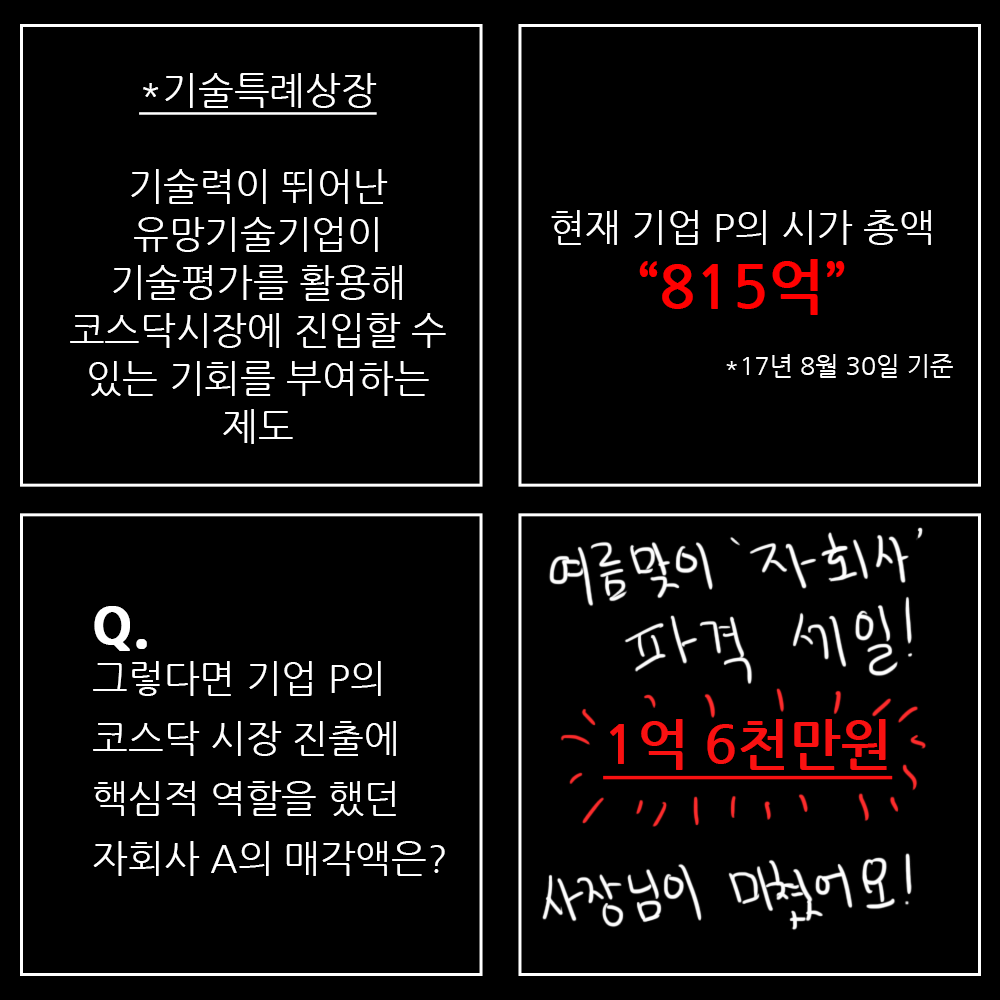 *기술특례상장
기술력이 뛰어난
유망기술기업이
기술평가를 활용해
코스닥시장에 진입할 수
있는 기회를 부여하는
제도
현재 기업 P의 시가 총액
“815억”
*17년 8월 30일 기준
Q.
그렇다면 기업 P의
코스닥 시장 진출에
핵심적 역할을 했던
자회사 A의 매각액은?
여름맞이 '자회사'
파격 세일!
1억 6천만원
사장님이 미쳤어요!